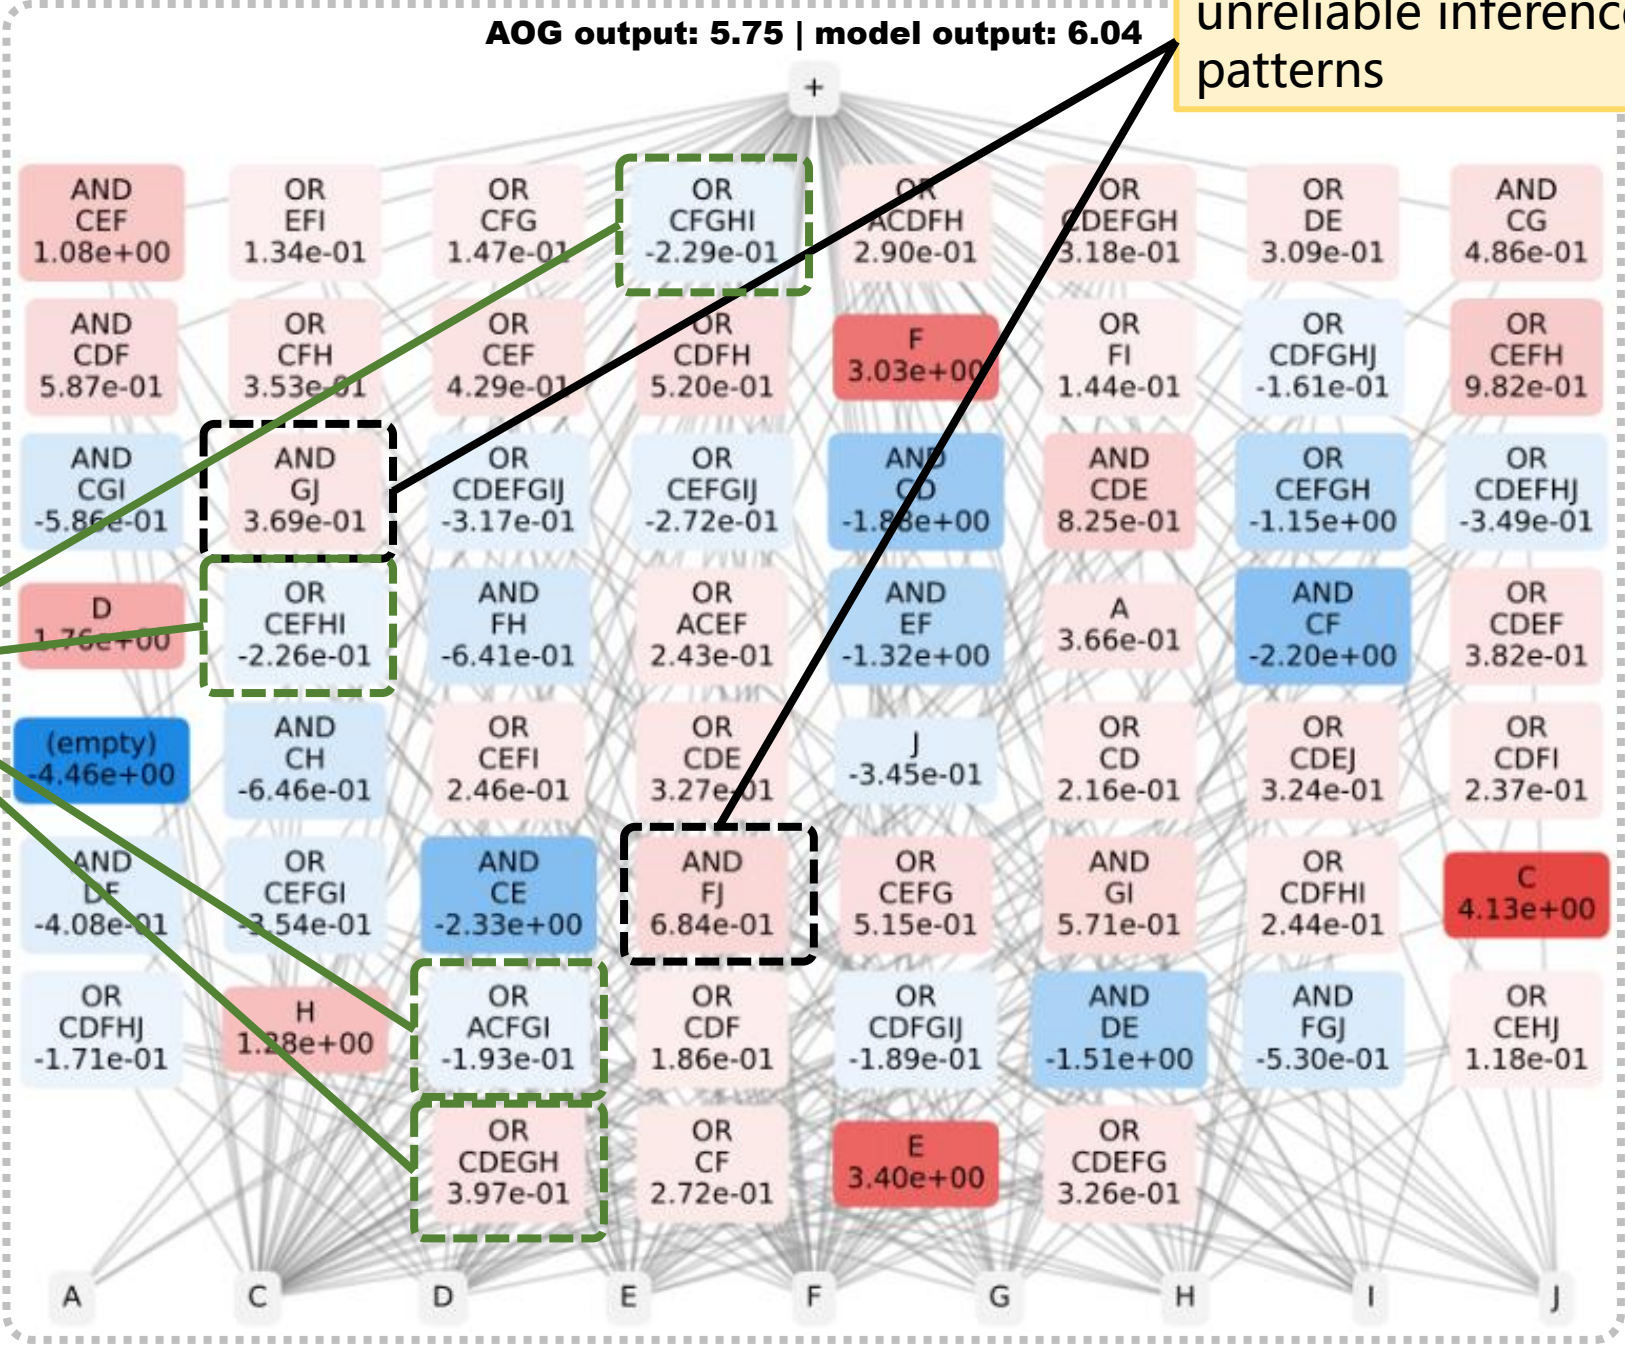 AOG output: 5.75 | model output: 6.04
unreliable inference
patterns
+
AND
CEF
1.08e+00
OR
EFI
1.34e-01
OR
CFG
1.47e-01
OR
CFGHI
-2.29e-01
OR
ACDFH
2.90e-01
OR
CDEFGH
3.18e-01
OR
DE
3.09e-01
AND
CG
4.86e-01
AND
CDF
5.87e-01
OR
CFH
3.53e-01
OR
CEF
4.29e-01
OR
CDFH
5.20e-01
F
3.03e+00
OR
FI
1.44e-01
OR
CDFGHJ
-1.61e-01
OR
CEFH
9.82e-01
AND
CGI
-5.86e-01
AND
GJ
3.69e-01
OR
CDEFGIJ
-3.17e-01
OR
CEFGIJ
-2.72e-01
AND
CD
-1.88e+00
AND
CDE
8.25e-01
OR
CEFGH
-1.15e+00
OR
CDEFHJ
-3.49e-01
D
1.76e+00
OR
CEFHI
-2.26e-01
AND
FH
-6.41e-01
OR
ACEF
2.43e-01
AND
EF
-1.32e+00
A
3.66e-01
AND
CF
-2.20e+00
OR
CDEF
3.82e-01
(empty)
-4.46e+00
AND
CH
-6.46e-01
OR
CEFI
2.46e-01
OR
CDE
3.27e-01
J
-3.45e-01
OR
CD
2.16e-01
OR
CDEJ
3.24e-01
OR
CDFI
2.37e-01
AND
DF
-4.08e-01
OR
CEFGI
-3.54e-01
AND
CE
-2.33e+00
AND
FJ
6.84e-01
OR
CEFG
5.15e-01
AND
GI
5.71e-01
OR
CDFHI
2.44e-01
C
4.13e+00
OR
CDFHJ
-1.71e-01
H
1.28e+00
OR
ACFGI
-1.93e-01
OR
CDF
1.86e-01
OR
CDFGIJ
-1.89e-01
AND
DE
-1.51e+00
AND
FGJ
-5.30e-01
OR
CEHJ
1.18e-01
OR
CDEGH
3.97e-01
OR
CF
2.72e-01
E
3.40e+00
OR
CDEFG
3.26e-01
A C D E F G H I J